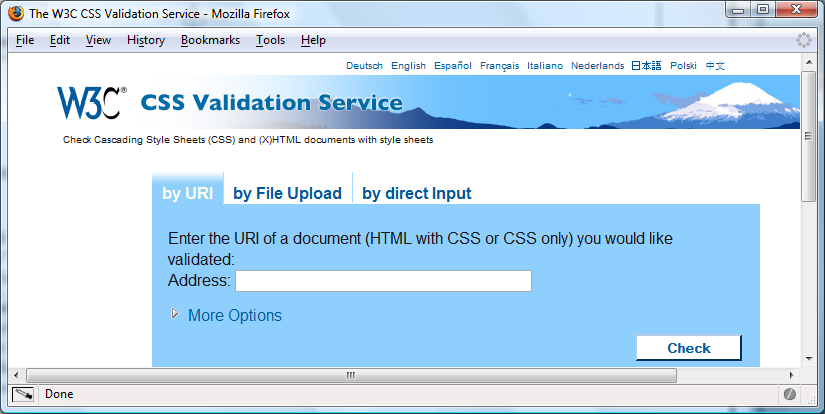 The W3C CSS Validation Service - Mozilla Firefox
File Edit View History Bookmarks Tools Help
Deutsch English Español Français Italiano Nederlands 日本語 Polski 中文
W3C® CSS Validation Service
Check Cascading Style Sheets (CSS) and (X)HTML documents with style sheets
by URI by File Upload by direct Input
Enter the URI of a document (HTML with CSS or CSS only) you would like
validated:
Address:
More Options
Check
Done